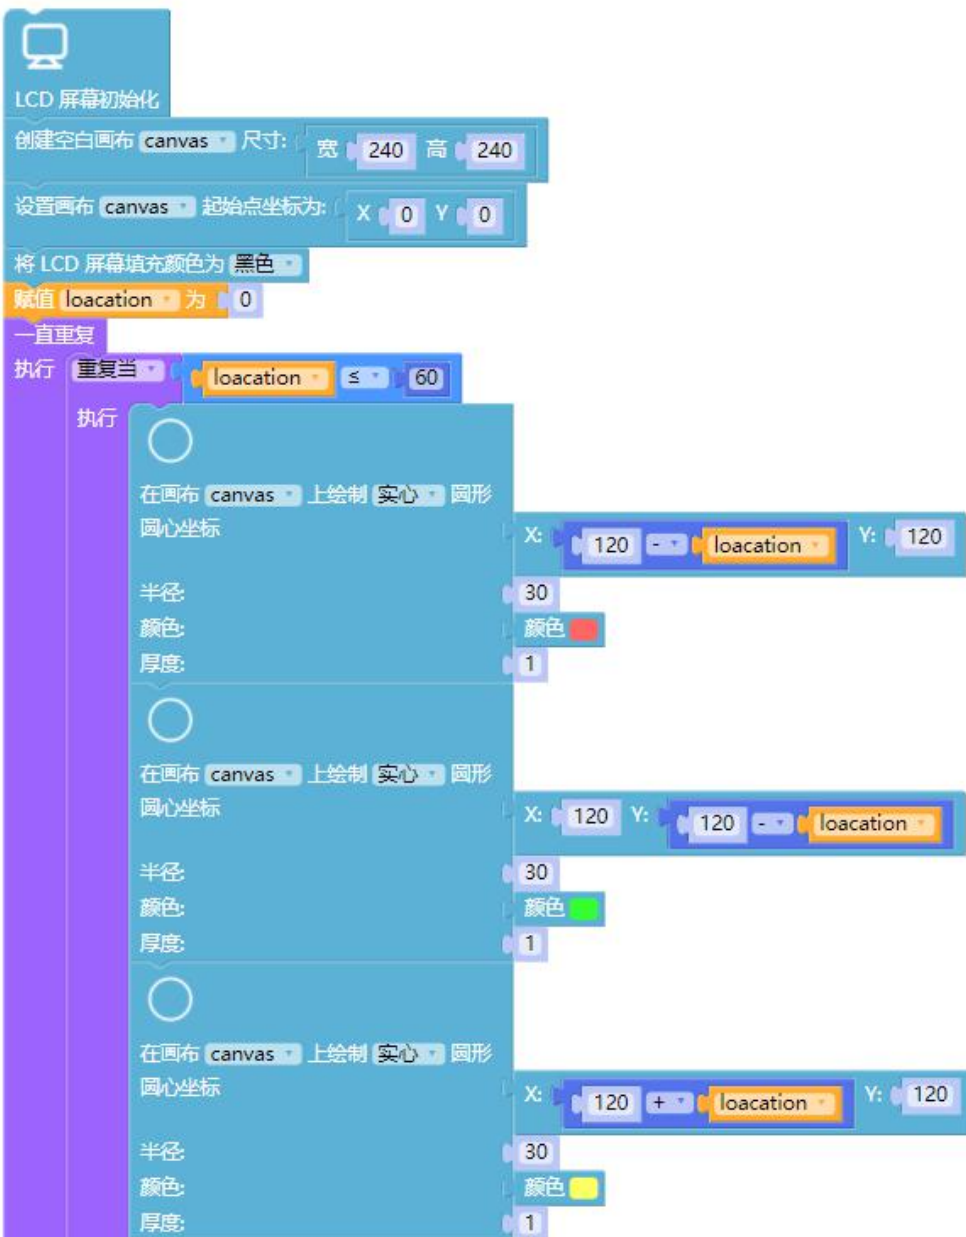 LCD 屏幕初始化
创建空白画布 canvas 尺寸: 宽 240 高 240
设置画布 canvas 起始点坐标为: X 0 Y 0
将 LCD 屏幕填充颜色为 黑色
赋值 loacation 为 0
一直重复
执行 重复当 loacation ≤ 60
执行
在画布 canvas 上绘制 实心 圆形
圆心坐标 X: 120 - loacation Y: 120
半径: 30
颜色: 颜色
厚度: 1
在画布 canvas 上绘制 实心 圆形
圆心坐标 X: 120 Y: 120 - loacation
半径: 30
颜色: 颜色
厚度: 1
在画布 canvas 上绘制 实心 圆形
圆心坐标 X: 120 + loacation Y: 120
半径: 30
颜色: 颜色
厚度: 1